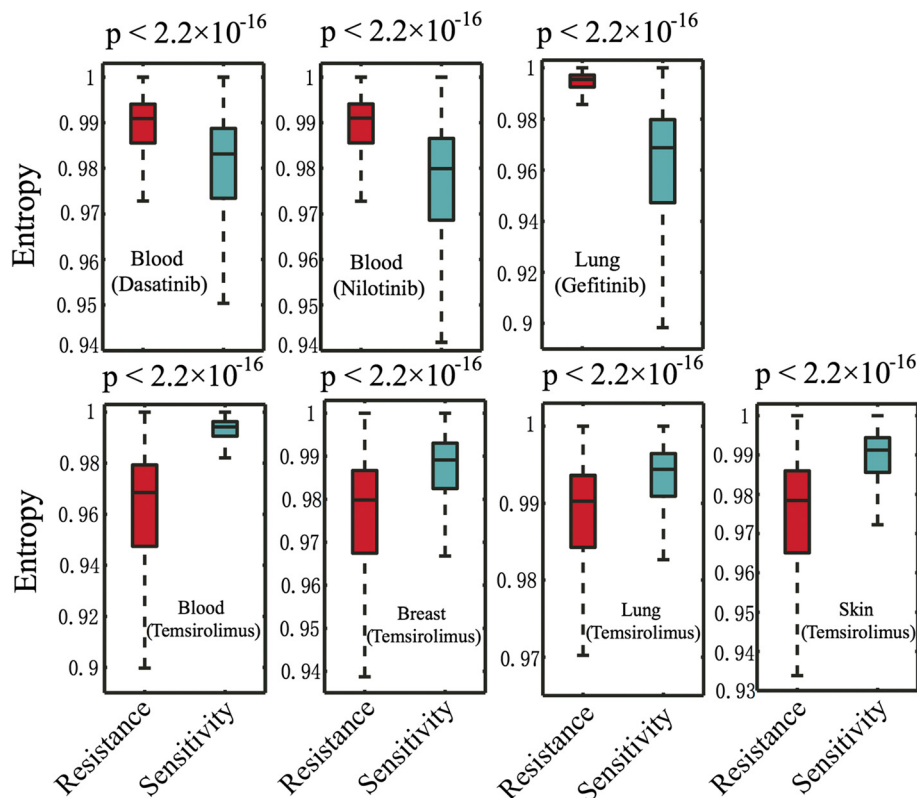 p < 2.2×10⁻¹⁶ p < 2.2×10⁻¹⁶ p < 2.2×10⁻¹⁶
Entropy
1
0.99
0.98
0.97
0.96
0.95
0.94
Blood
(Dasatinib)
1
0.99
0.98
0.97
0.96
0.95
0.94
Blood
(Nilotinib)
1
0.98
0.96
0.94
0.92
0.9
Lung
(Gefitinib)
p < 2.2×10⁻¹⁶ p < 2.2×10⁻¹⁶ p < 2.2×10⁻¹⁶ p < 2.2×10⁻¹⁶
Entropy
1
0.98
0.96
0.94
0.92
0.9
Blood
(Temsirolimus)
1
0.99
0.98
0.97
0.96
0.95
0.94
Breast
(Temsirolimus)
1
0.99
0.98
0.97
Lung
(Temsirolimus)
1
0.99
0.98
0.97
0.96
0.95
0.94
0.93
Skin
(Temsirolimus)
Resistance Sensitivity Resistance Sensitivity Resistance Sensitivity Resistance Sensitivity